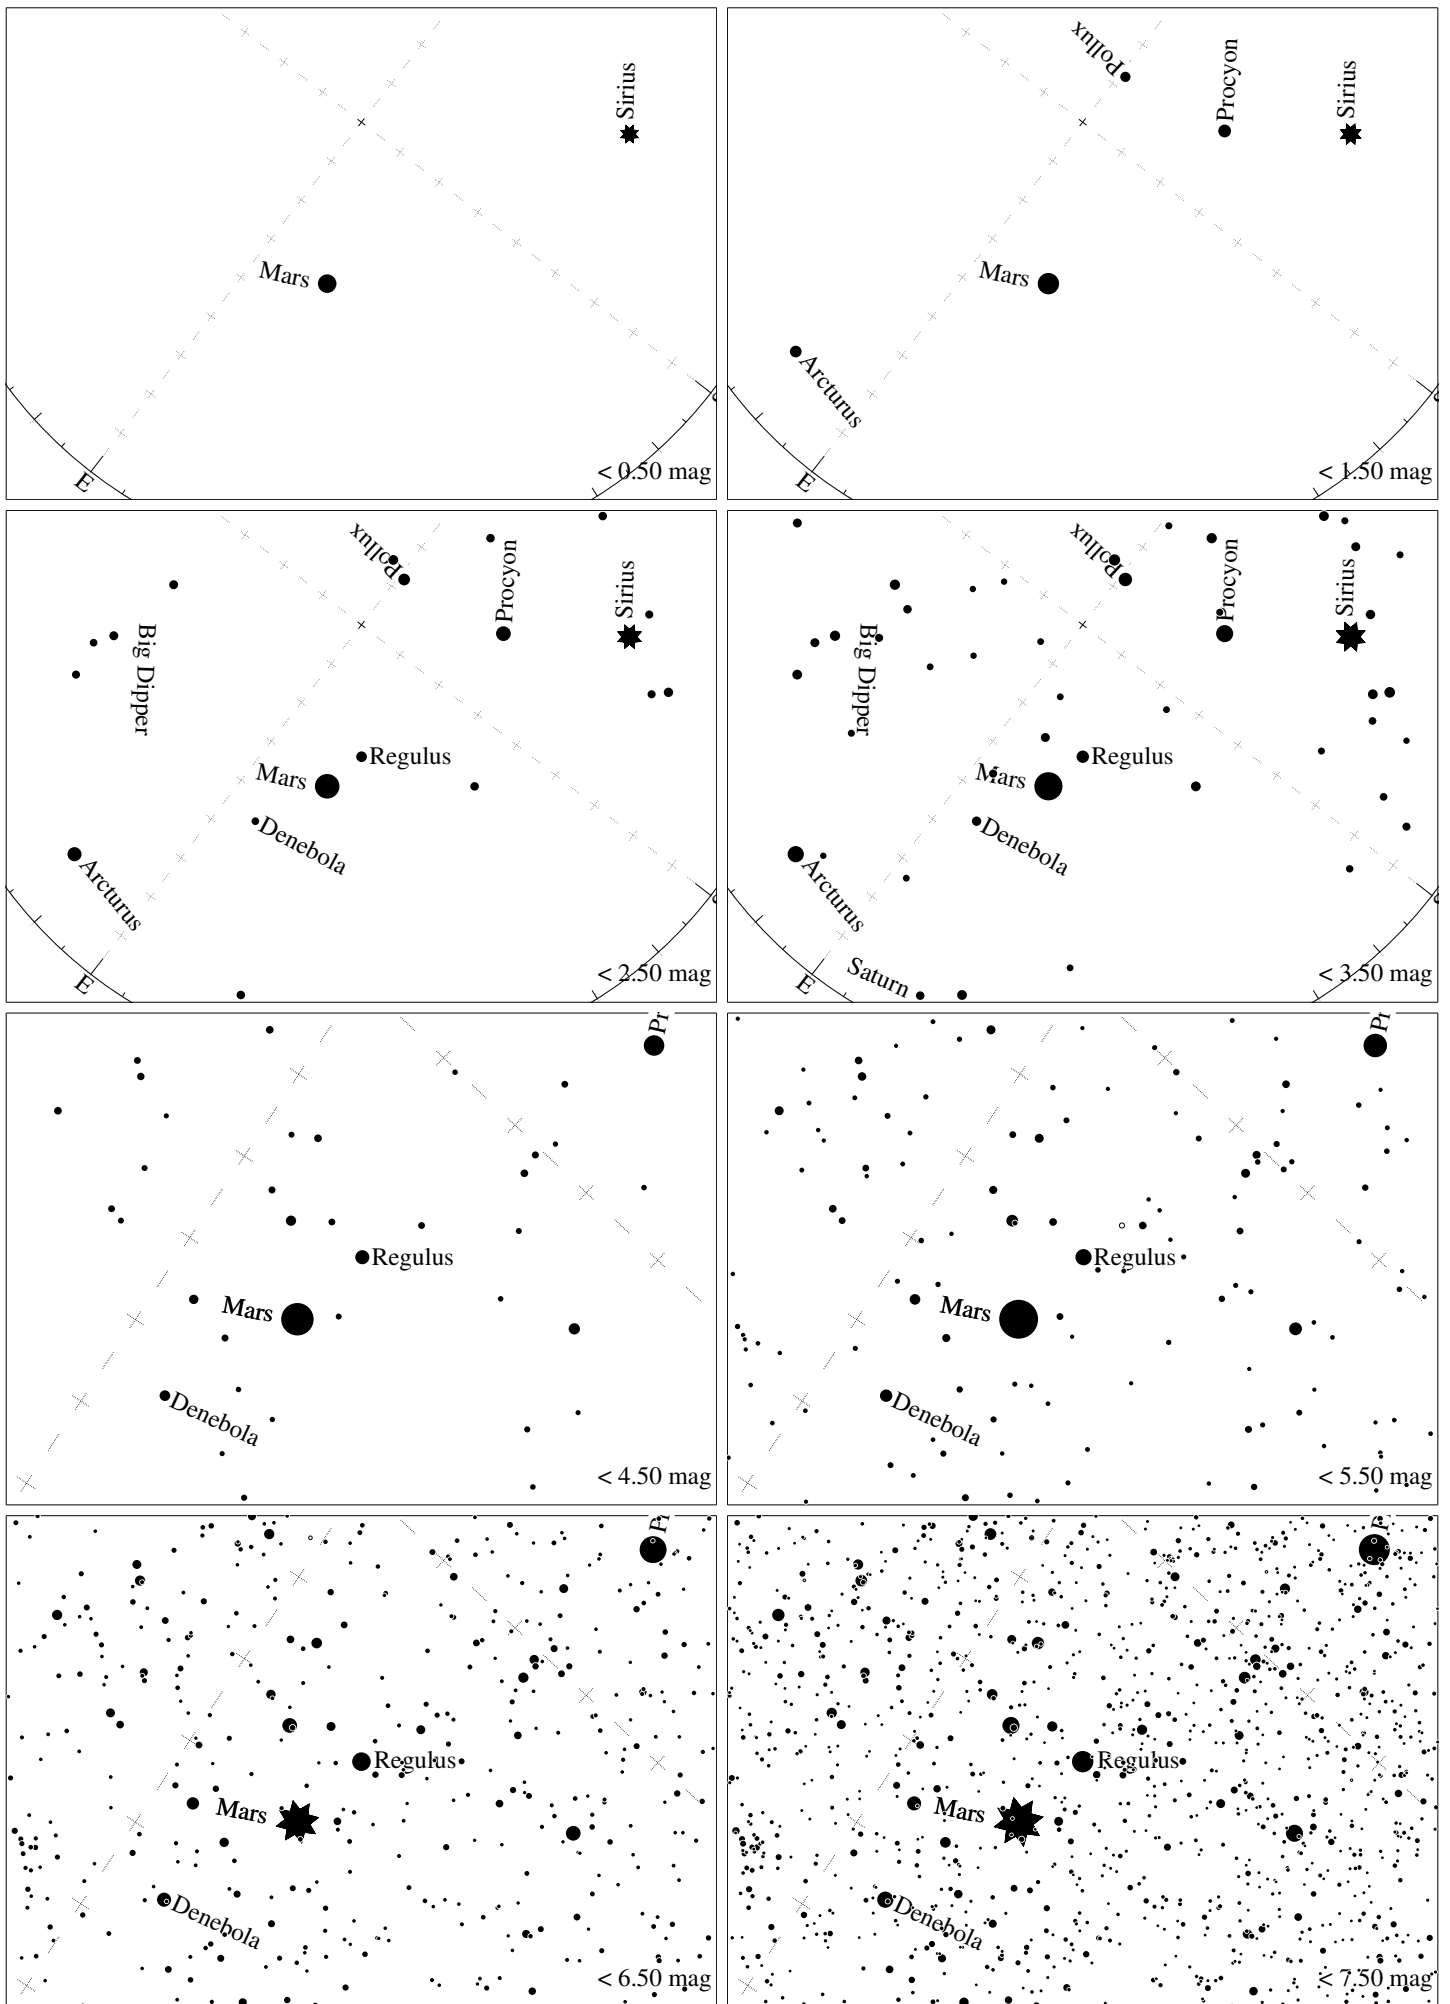 Sirius
Mars
E
< 0.50 mag
Pollux
Procyon
Sirius
Mars
Arcturus
E
< 1.50 mag
Pollux
Procyon
Sirius
Big Dipper
Regulus
Mars
Denebola
Arcturus
E
< 2.50 mag
Pollux
Procyon
Sirius
Big Dipper
Regulus
Mars
Denebola
Arcturus
Saturn
E
< 3.50 mag
Pr
Regulus
Mars
Denebola
< 4.50 mag
Pr
Regulus
Mars
Denebola
< 5.50 mag
Regulus
Mars
Denebola
< 6.50 mag
Regulus
Mars
Denebola
< 7.50 mag